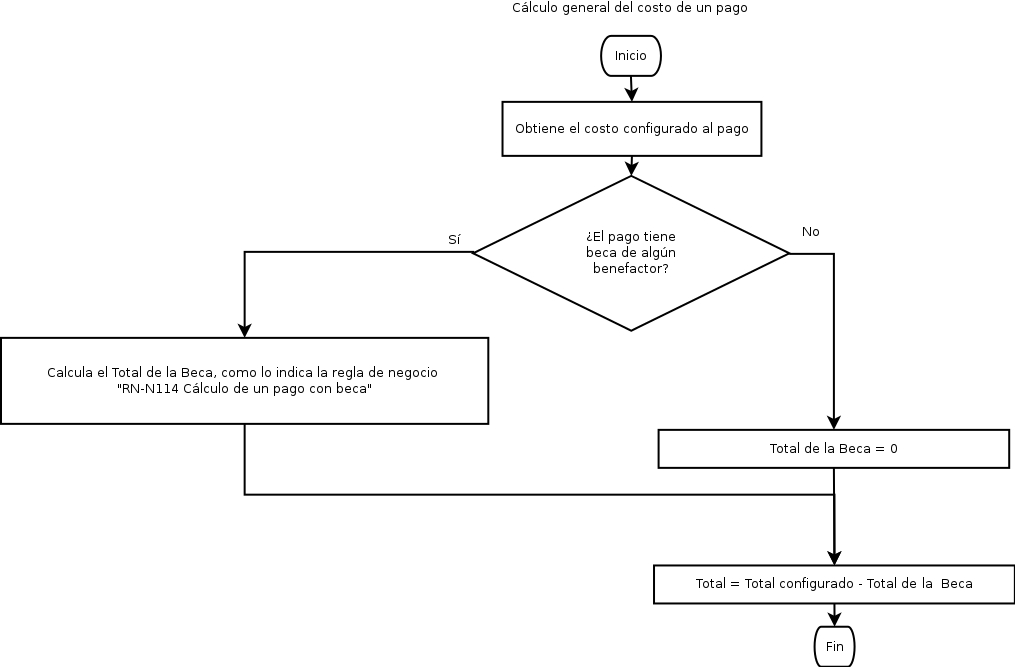 Cálculo general del costo de un pago
Inicio
Obtiene el costo configurado al pago
¿El pago tiene
beca de algún
benefactor?
Sí
No
Calcula el Total de la Beca, como lo indica la regla de negocio
"RN-N114 Cálculo de un pago con beca"
Total de la Beca = 0
Total = Total configurado - Total de la  Beca
Fin